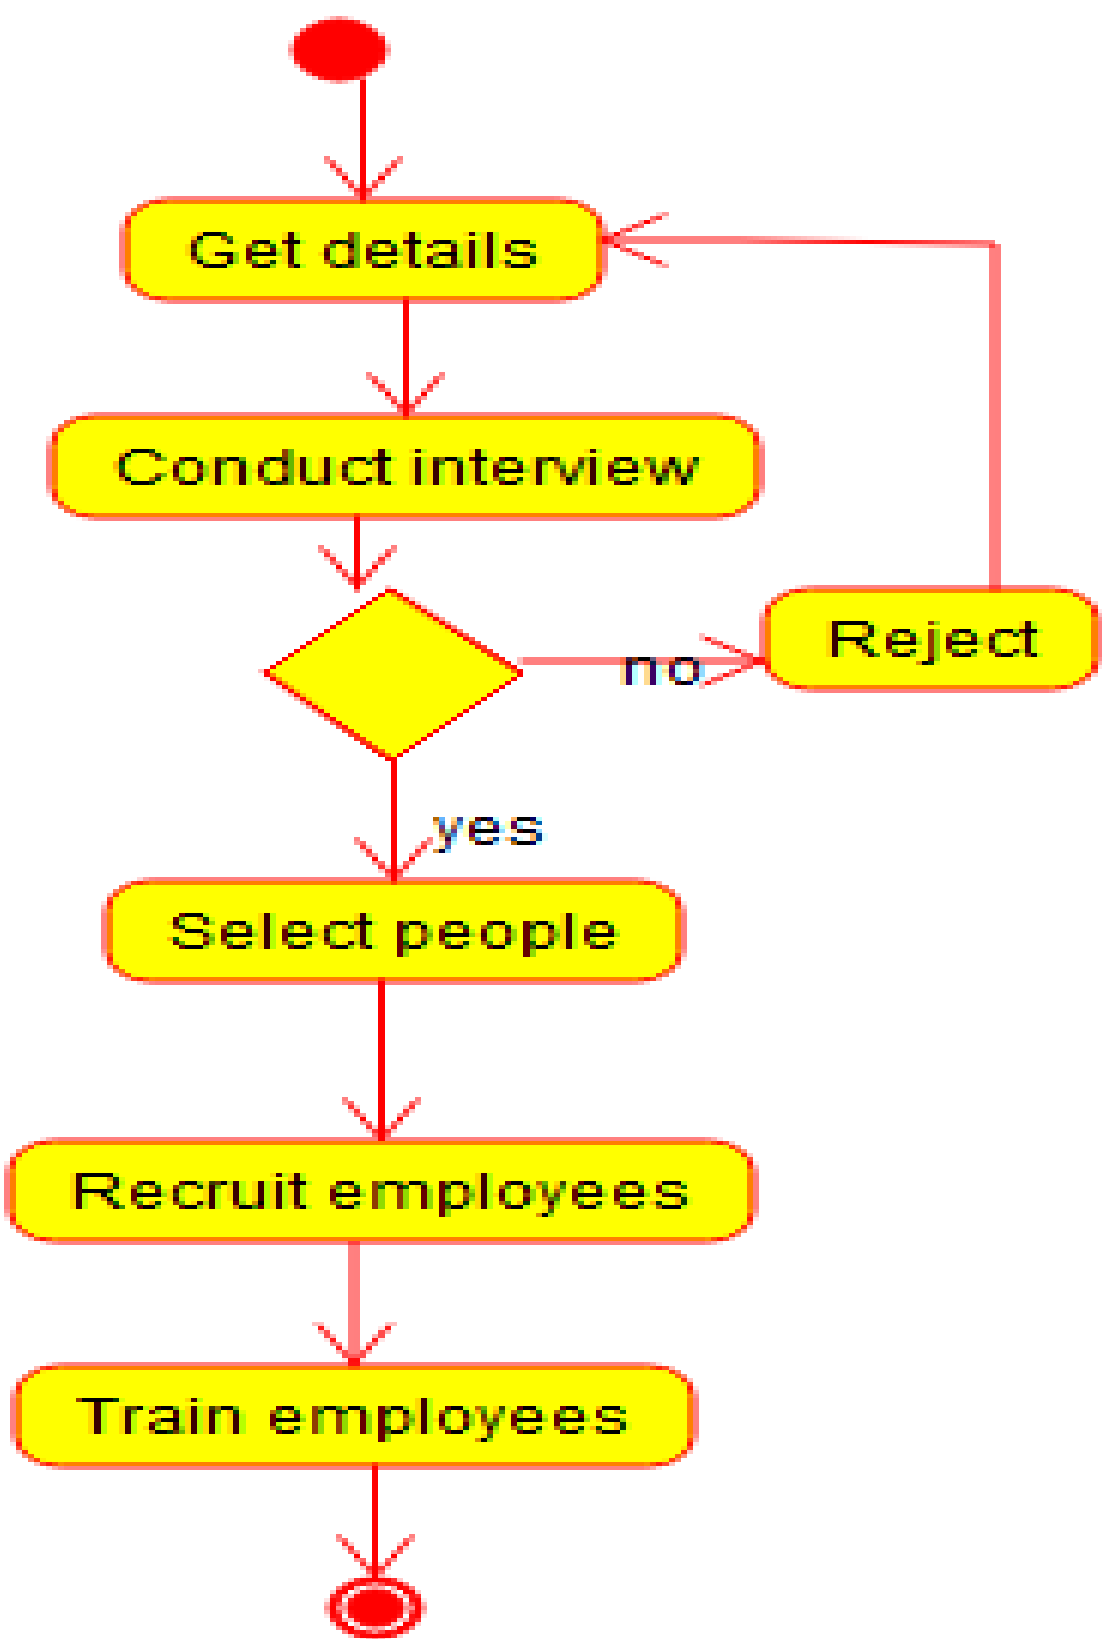 Get details
Conduct interview
Reject
no
yes
Select people
Recruit employees
Train employees